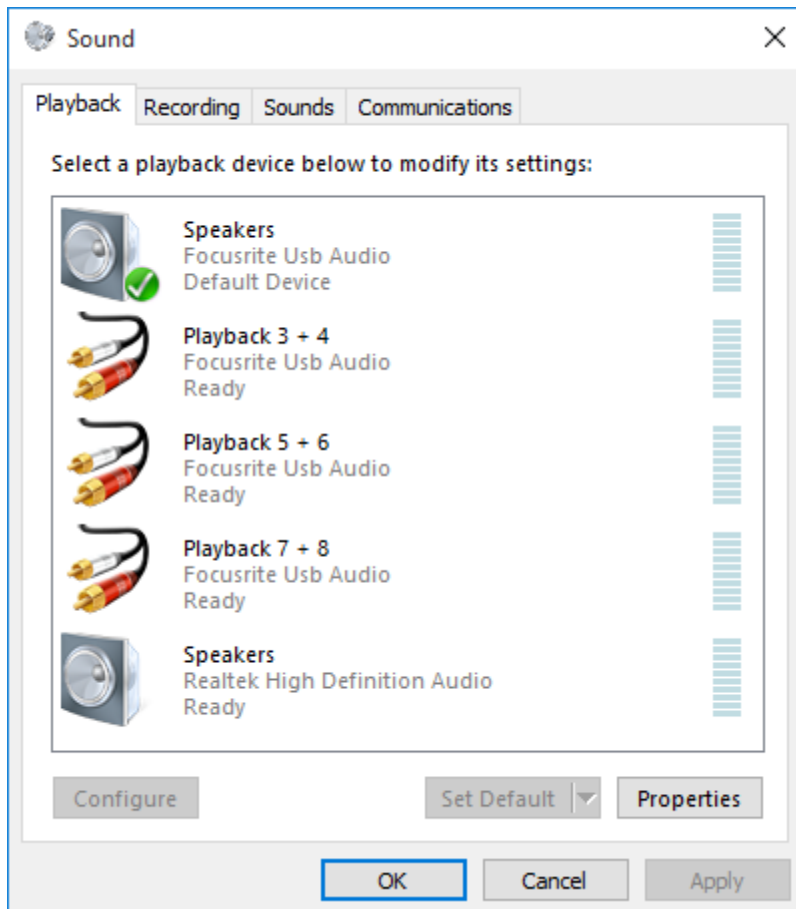 Sound
Playback Recording Sounds Communications
Select a playback device below to modify its settings:
Speakers
Focusrite Usb Audio
Default Device
Playback 3 + 4
Focusrite Usb Audio
Ready
Playback 5 + 6
Focusrite Usb Audio
Ready
Playback 7 + 8
Focusrite Usb Audio
Ready
Speakers
Realtek High Definition Audio
Ready
Configure Set Default Properties
OK Cancel Apply